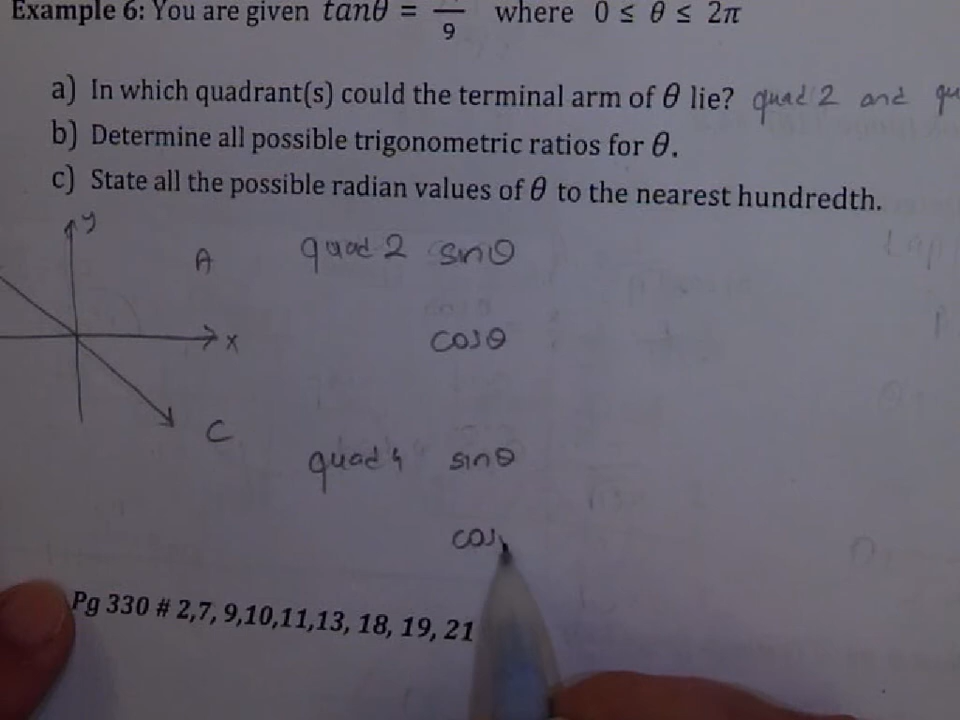 Example 6: You are given tanθ = — / 9 where 0 ≤ θ ≤ 2π
a) In which quadrant(s) could the terminal arm of θ lie? quad 2 and qu
b) Determine all possible trigonometric ratios for θ.
c) State all the possible radian values of θ to the nearest hundredth.
y
A quad 2 sinθ
x cosθ
C
quad 4 sinθ
cos
Pg 330 # 2,7, 9,10,11,13, 18, 19, 21